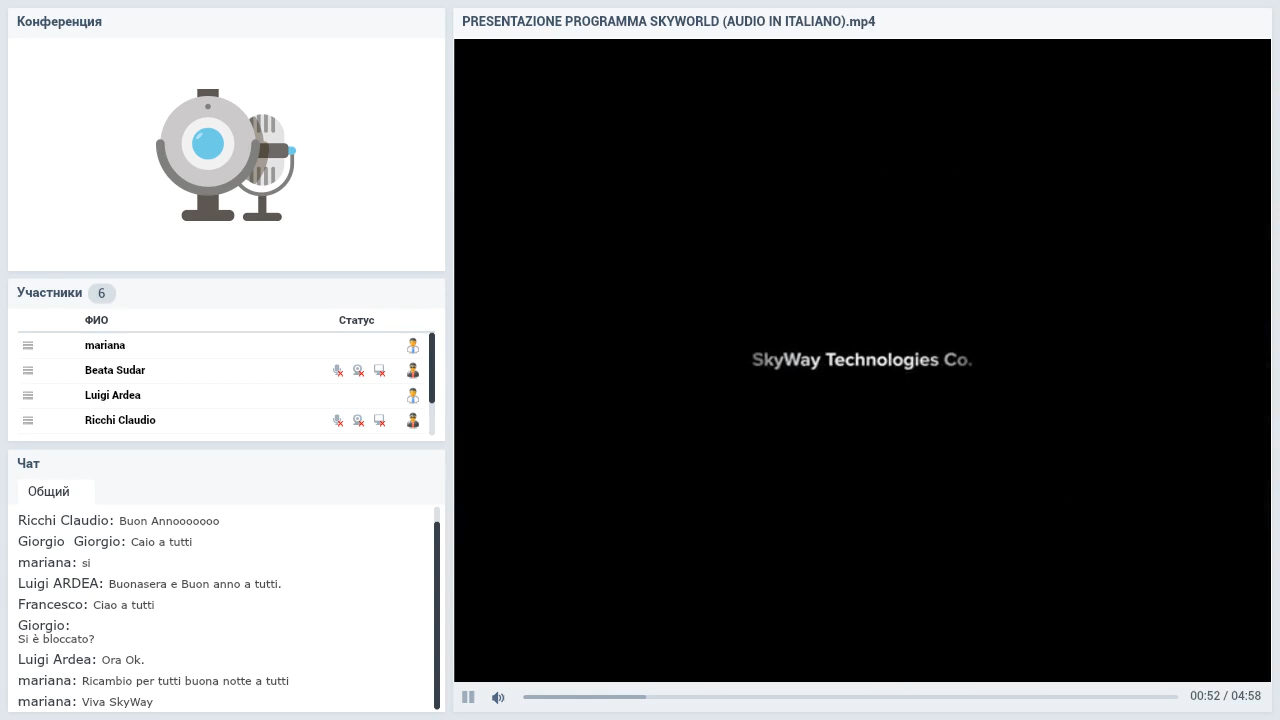 Конференция
PRESENTAZIONE PROGRAMMA SKYWORLD (AUDIO IN ITALIANO).mp4
SkyWay Technologies Co.
Участники 6
ФИО Статус
mariana
Beata Sudar
Luigi Ardea
Ricchi Claudio
Чат
Общий
Ricchi Claudio: Buon Annooooooo
Giorgio Giorgio: Caio a tutti
mariana: si
Luigi ARDEA: Buonasera e Buon anno a tutti.
Francesco: Ciao a tutti
Giorgio:
Si è bloccato?
Luigi Ardea: Ora Ok.
mariana: Ricambio per tutti buona notte a tutti
mariana: Viva SkyWay
00:52 / 04:58